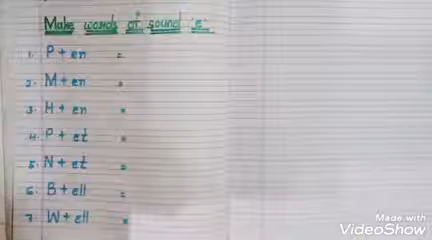 Make words of sound 'e'
1. P + en =
2. M + en =
3. H + en =
4. P + et =
5. N + et =
6. B + ell =
7. W + ell =
Made with
VideoShow